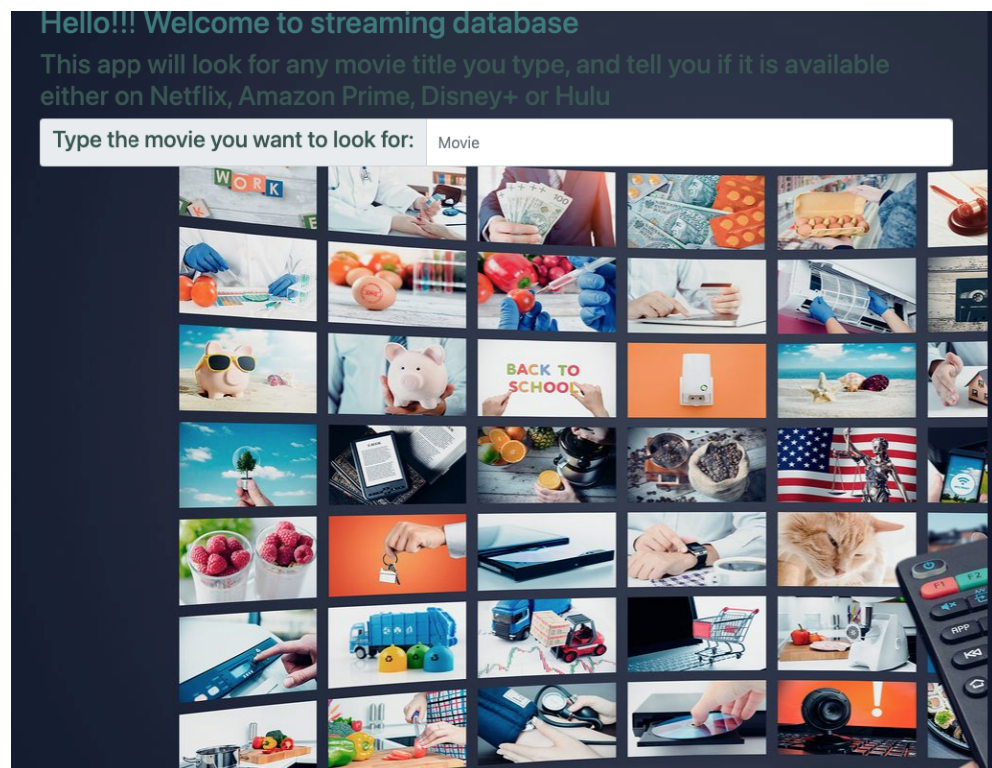 Hello!!! Welcome to streaming database
This app will look for any movie title you type, and tell you if it is available
either on Netflix, Amazon Prime, Disney+ or Hulu
Type the movie you want to look for:
Movie
WORK
K
E
100
BACK TO
SCHOOL
F1
F2
APP